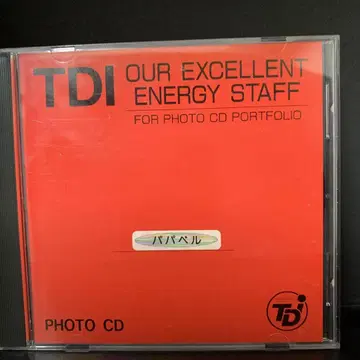 TDI OUR EXCELLENT
ENERGY STAFF
FOR PHOTO CD PORTFOLIO
パパベル
PHOTO CD
TDi